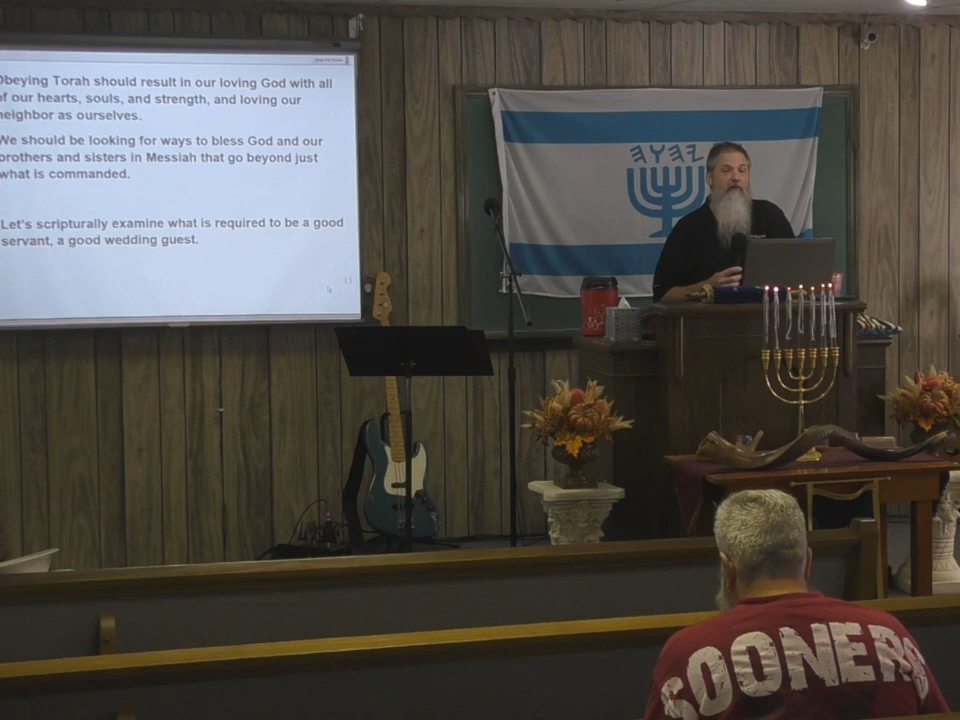 Obeying Torah should result in our loving God with all
of our hearts, souls, and strength, and loving our
neighbor as ourselves.
We should be looking for ways to bless God and our
brothers and sisters in Messiah that go beyond just
what is commanded.
Let's scripturally examine what is required to be a good
servant, a good wedding guest.
𐤉𐤄𐤅𐤄
SOONERS